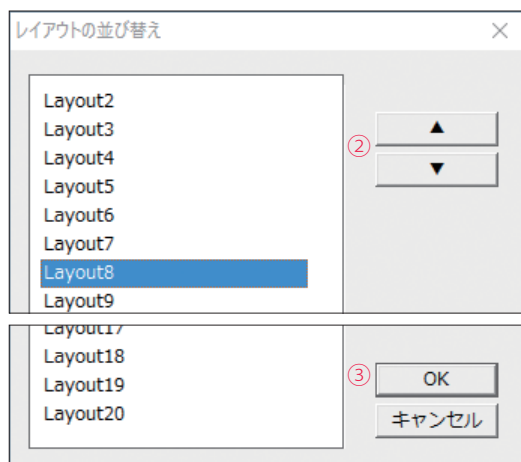 レイアウトの並び替え
Layout2
Layout3
Layout4
Layout5
Layout6
Layout7
Layout8
Layout9
②
▲
▼
Layout17
Layout18
Layout19
Layout20
③
OK
キャンセル